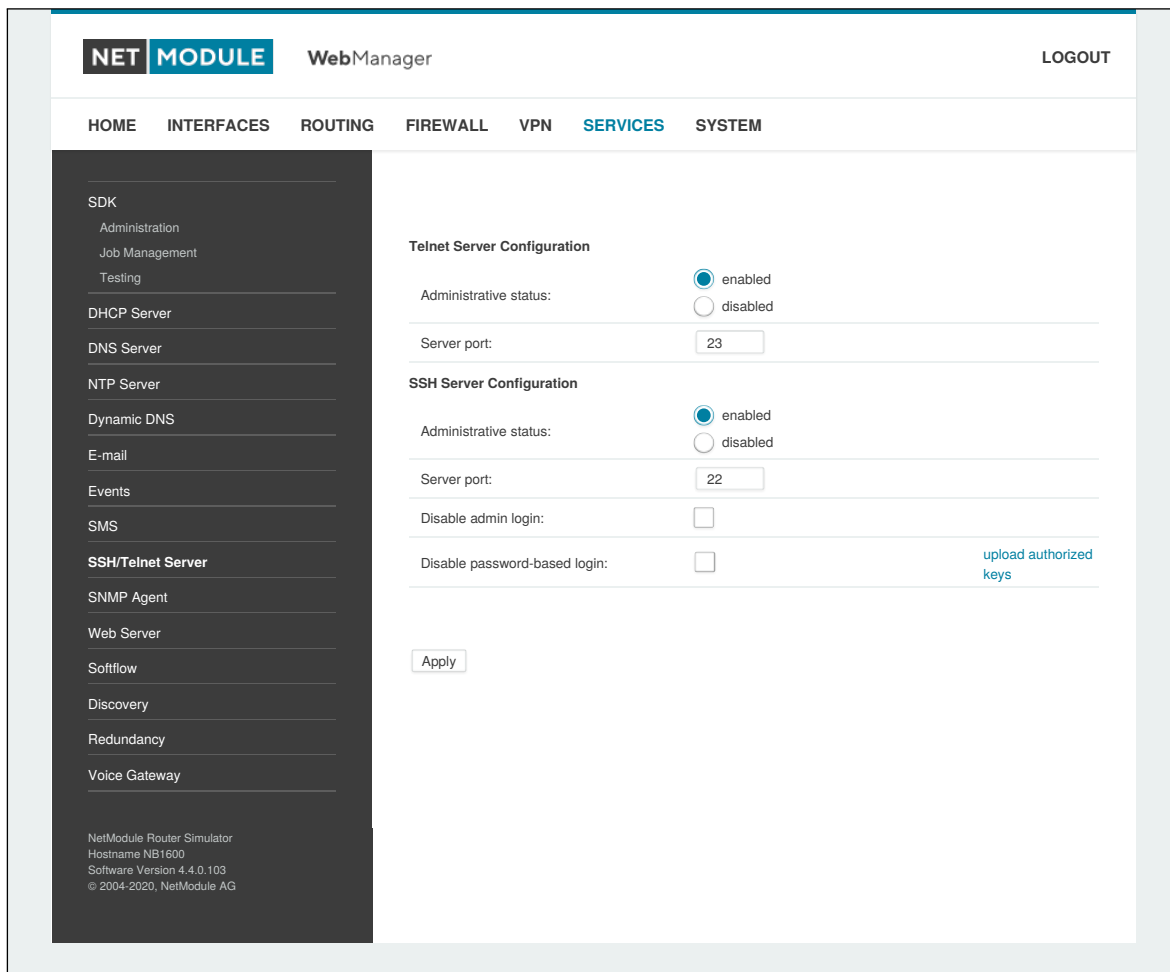 NET MODULE WebManager LOGOUT
HOME INTERFACES ROUTING FIREWALL VPN SERVICES SYSTEM
SDK
Administration
Job Management
Testing
DHCP Server
DNS Server
NTP Server
Dynamic DNS
E-mail
Events
SMS
SSH/Telnet Server
SNMP Agent
Web Server
Softflow
Discovery
Redundancy
Voice Gateway
NetModule Router Simulator
Hostname NB1600
Software Version 4.4.0.103
© 2004-2020, NetModule AG
Telnet Server Configuration
Administrative status:
enabled
disabled
Server port: 23
SSH Server Configuration
Administrative status:
enabled
disabled
Server port: 22
Disable admin login:
Disable password-based login:
upload authorized
keys
Apply